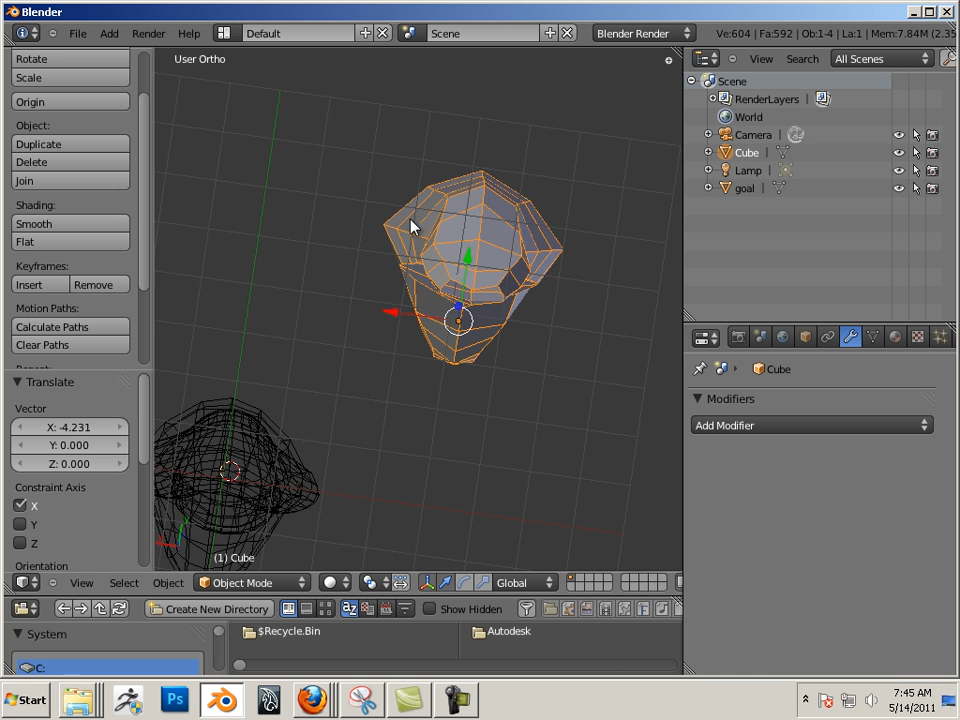 Blender
File Add Render Help Default Scene Blender Render Ve:604 | Fa:592 | Ob:1-4 | La:1 | Mem:7.84M (2.35
Rotate
Scale
Origin
Object:
Duplicate
Delete
Join
Shading:
Smooth
Flat
Keyframes:
Insert Remove
Motion Paths:
Calculate Paths
Clear Paths
Translate
Vector
X: -4.231
Y: 0.000
Z: 0.000
Constraint Axis
X
Y
Z
Orientation
User Ortho
(1) Cube
View Select Object Object Mode Global
Create New Directory Show Hidden
System
C:
$Recycle.Bin Autodesk
View Search All Scenes
Scene
RenderLayers
World
Camera
Cube
Lamp
goal
Cube
Modifiers
Add Modifier
Start
Ps
7:45 AM
5/14/2011